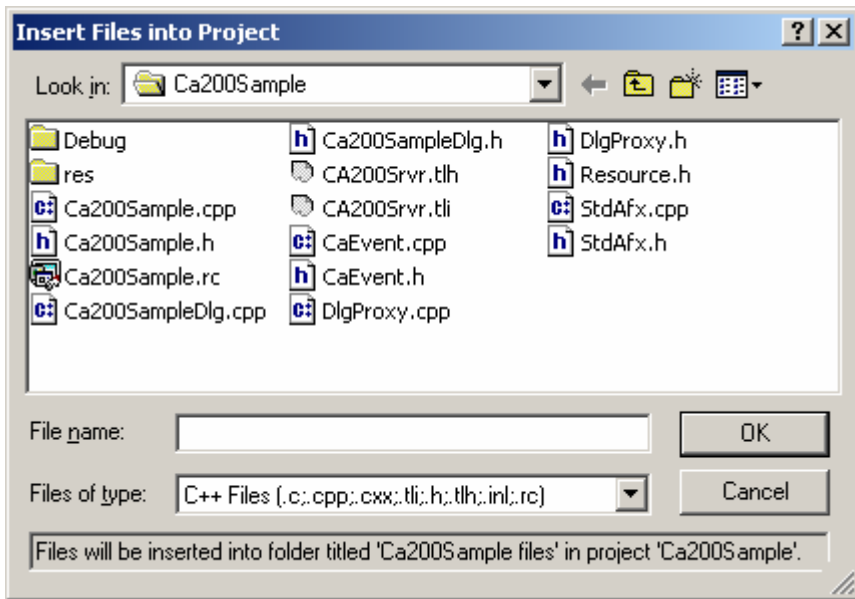 Insert Files into Project
Look in: Ca200Sample
Debug
res
Ca200Sample.cpp
Ca200Sample.h
Ca200Sample.rc
Ca200SampleDlg.cpp
Ca200SampleDlg.h
CA200Srvr.tlh
CA200Srvr.tli
CaEvent.cpp
CaEvent.h
DlgProxy.cpp
DlgProxy.h
Resource.h
StdAfx.cpp
StdAfx.h
File name:
OK
Files of type: C++ Files (.c;.cpp;.cxx;.tli;.h;.tlh;.inl;.rc)
Cancel
Files will be inserted into folder titled 'Ca200Sample files' in project 'Ca200Sample'.